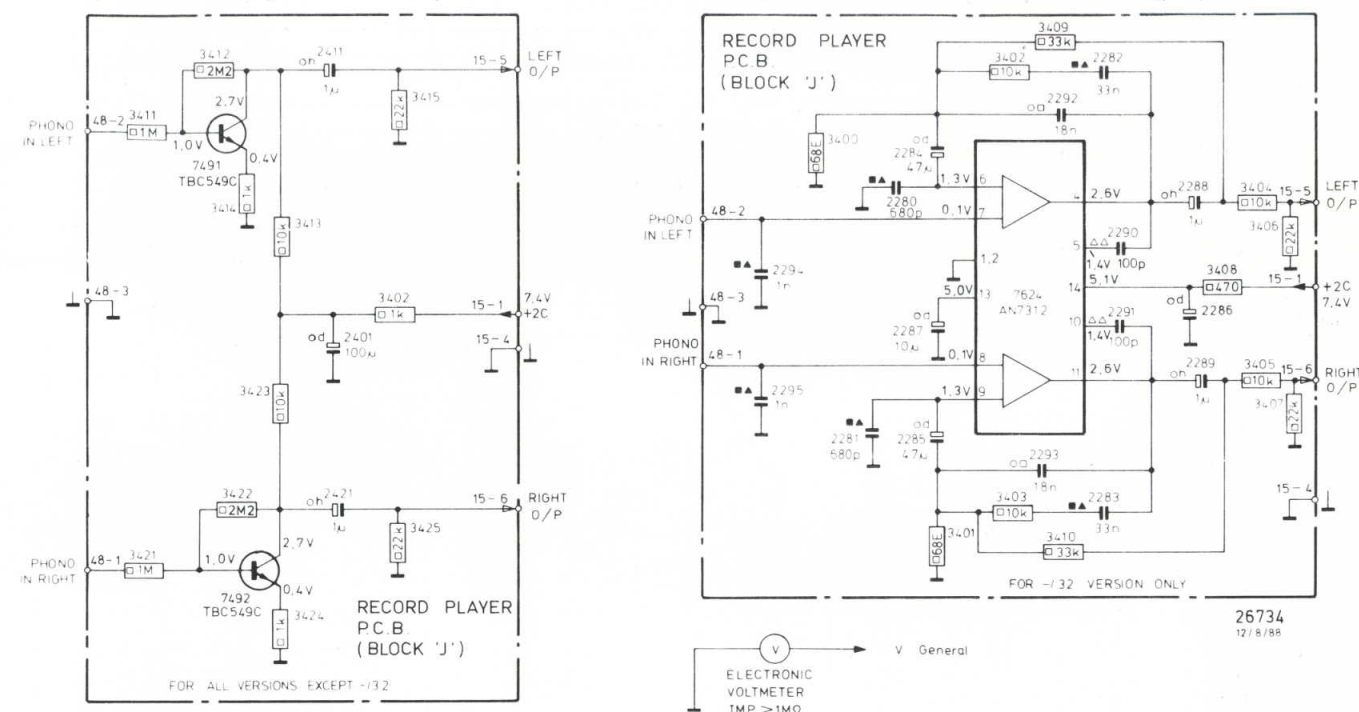 3412
2M2
2411
oh
1µ
15-5
LEFT
O/P
3415
22k
PHONO
IN LEFT
48-2
3411
1M
2.7V
1,0V
0,4V
7491
TBC549C
1k
3414
10k
3413
48-3
3402
1k
15-1
7,4V
+2C
od
2401
100µ
15-4
3423
10k
3422
2M2
oh
2421
1µ
15-6
RIGHT
O/P
3425
22k
PHONO
IN RIGHT
48-1
3421
1M
2.7V
1,0V
0,4V
7492
TBC549C
1k
3424
RECORD PLAYER
P.C.B.
(BLOCK 'J')
FOR ALL VERSIONS EXCEPT -/32
RECORD PLAYER
P.C.B.
(BLOCK 'J')
3409
33k
3402
10k
2282
33n
2292
18n
68E
3400
od
2284
47µ
2280
680p
1,3V
6
0,1V
7
4
2,6V
oh
2288
1µ
3404
10k
15-5
LEFT
O/P
3406
22k
PHONO
IN LEFT
48-2
2294
1n
5
2290
1,4V
100p
1,2
5,0V
13
14
5,1V
3408
470
15-1
+2C
7,4V
48-3
od
2287
10µ
7624
AN7312
od
2286
10
2291
1,4V
100p
PHONO
IN RIGHT
48-1
0,1V
8
2295
1n
1,3V
9
11
2,6V
oh
2289
1µ
3405
10k
15-6
RIGHT
O/P
3407
22k
2281
680p
od
2285
47µ
2293
18n
3403
10k
2283
33n
15-4
68E
3401
3410
33k
FOR -/32 VERSION ONLY
26734
12/8/88
V
V General
ELECTRONIC
VOLTMETER
IMP >1MΩ